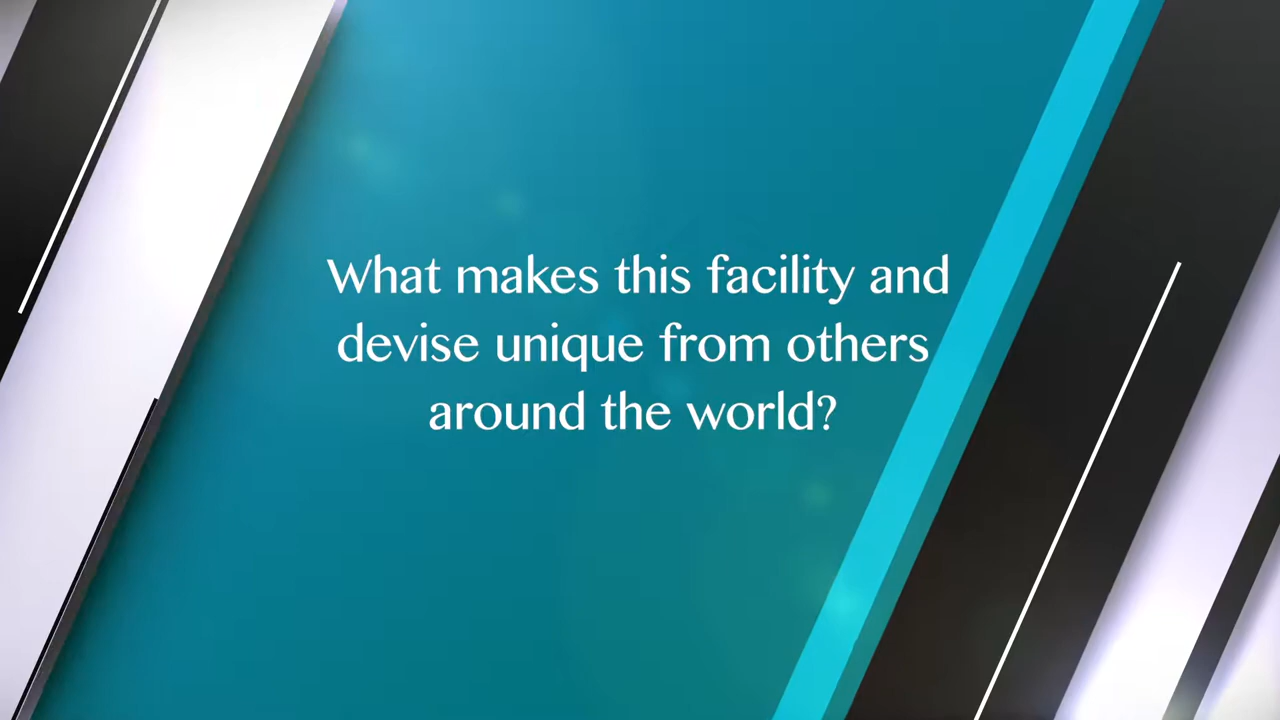 What makes this facility and
devise unique from others
around the world?